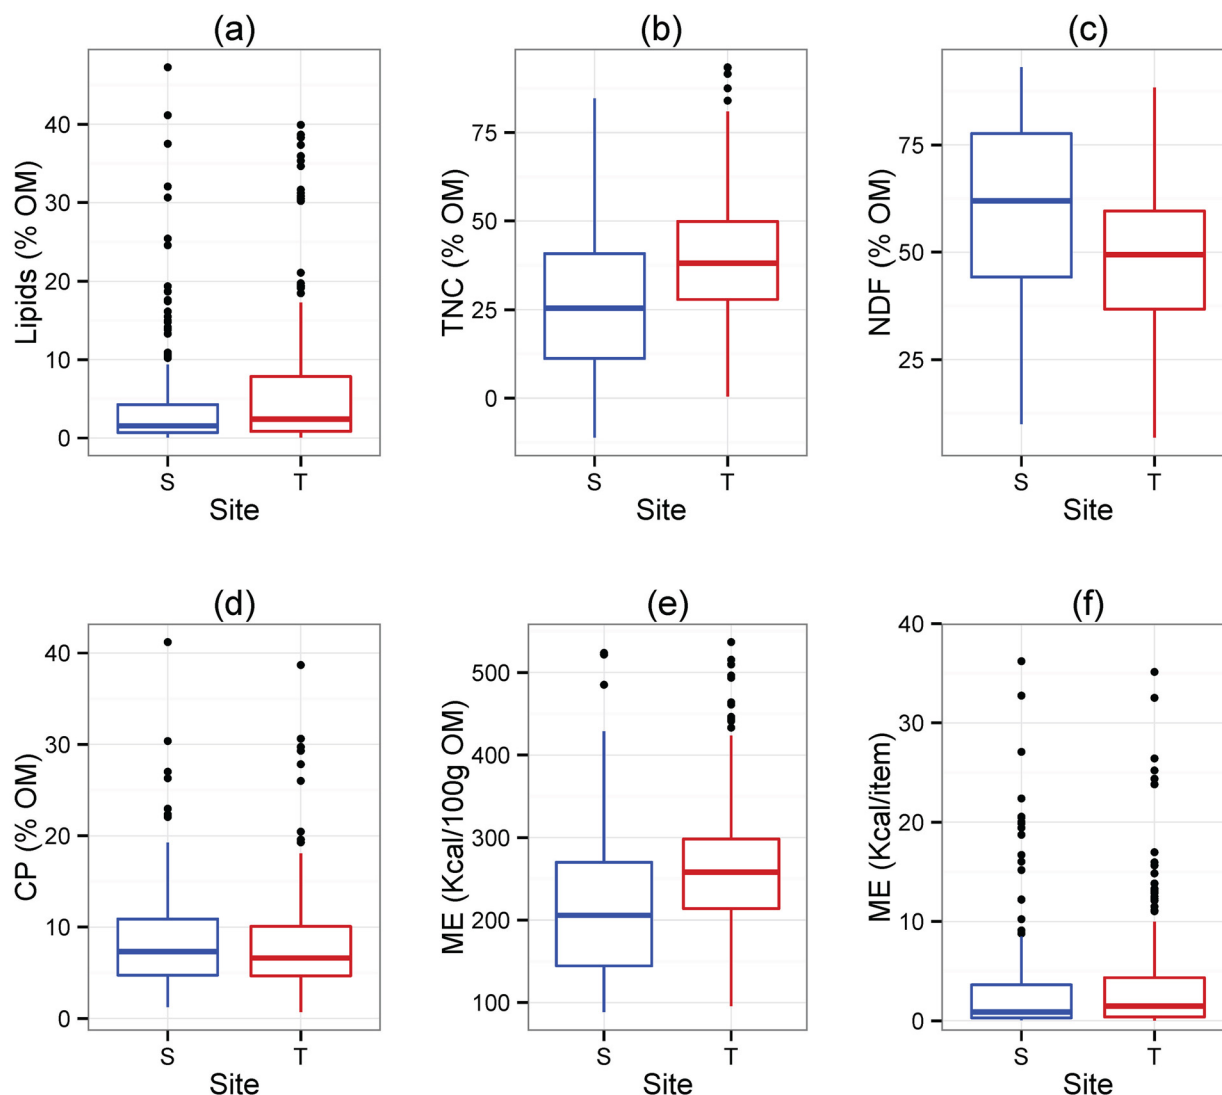 (a)
Lipids (% OM)
40
30
20
10
0
S T
Site
(b)
TNC (% OM)
75
50
25
0
S T
Site
(c)
NDF (% OM)
75
50
25
S T
Site
(d)
CP (% OM)
40
30
20
10
0
S T
Site
(e)
ME (Kcal/100g OM)
500
400
300
200
100
S T
Site
(f)
ME (Kcal/item)
40
30
20
10
0
S T
Site